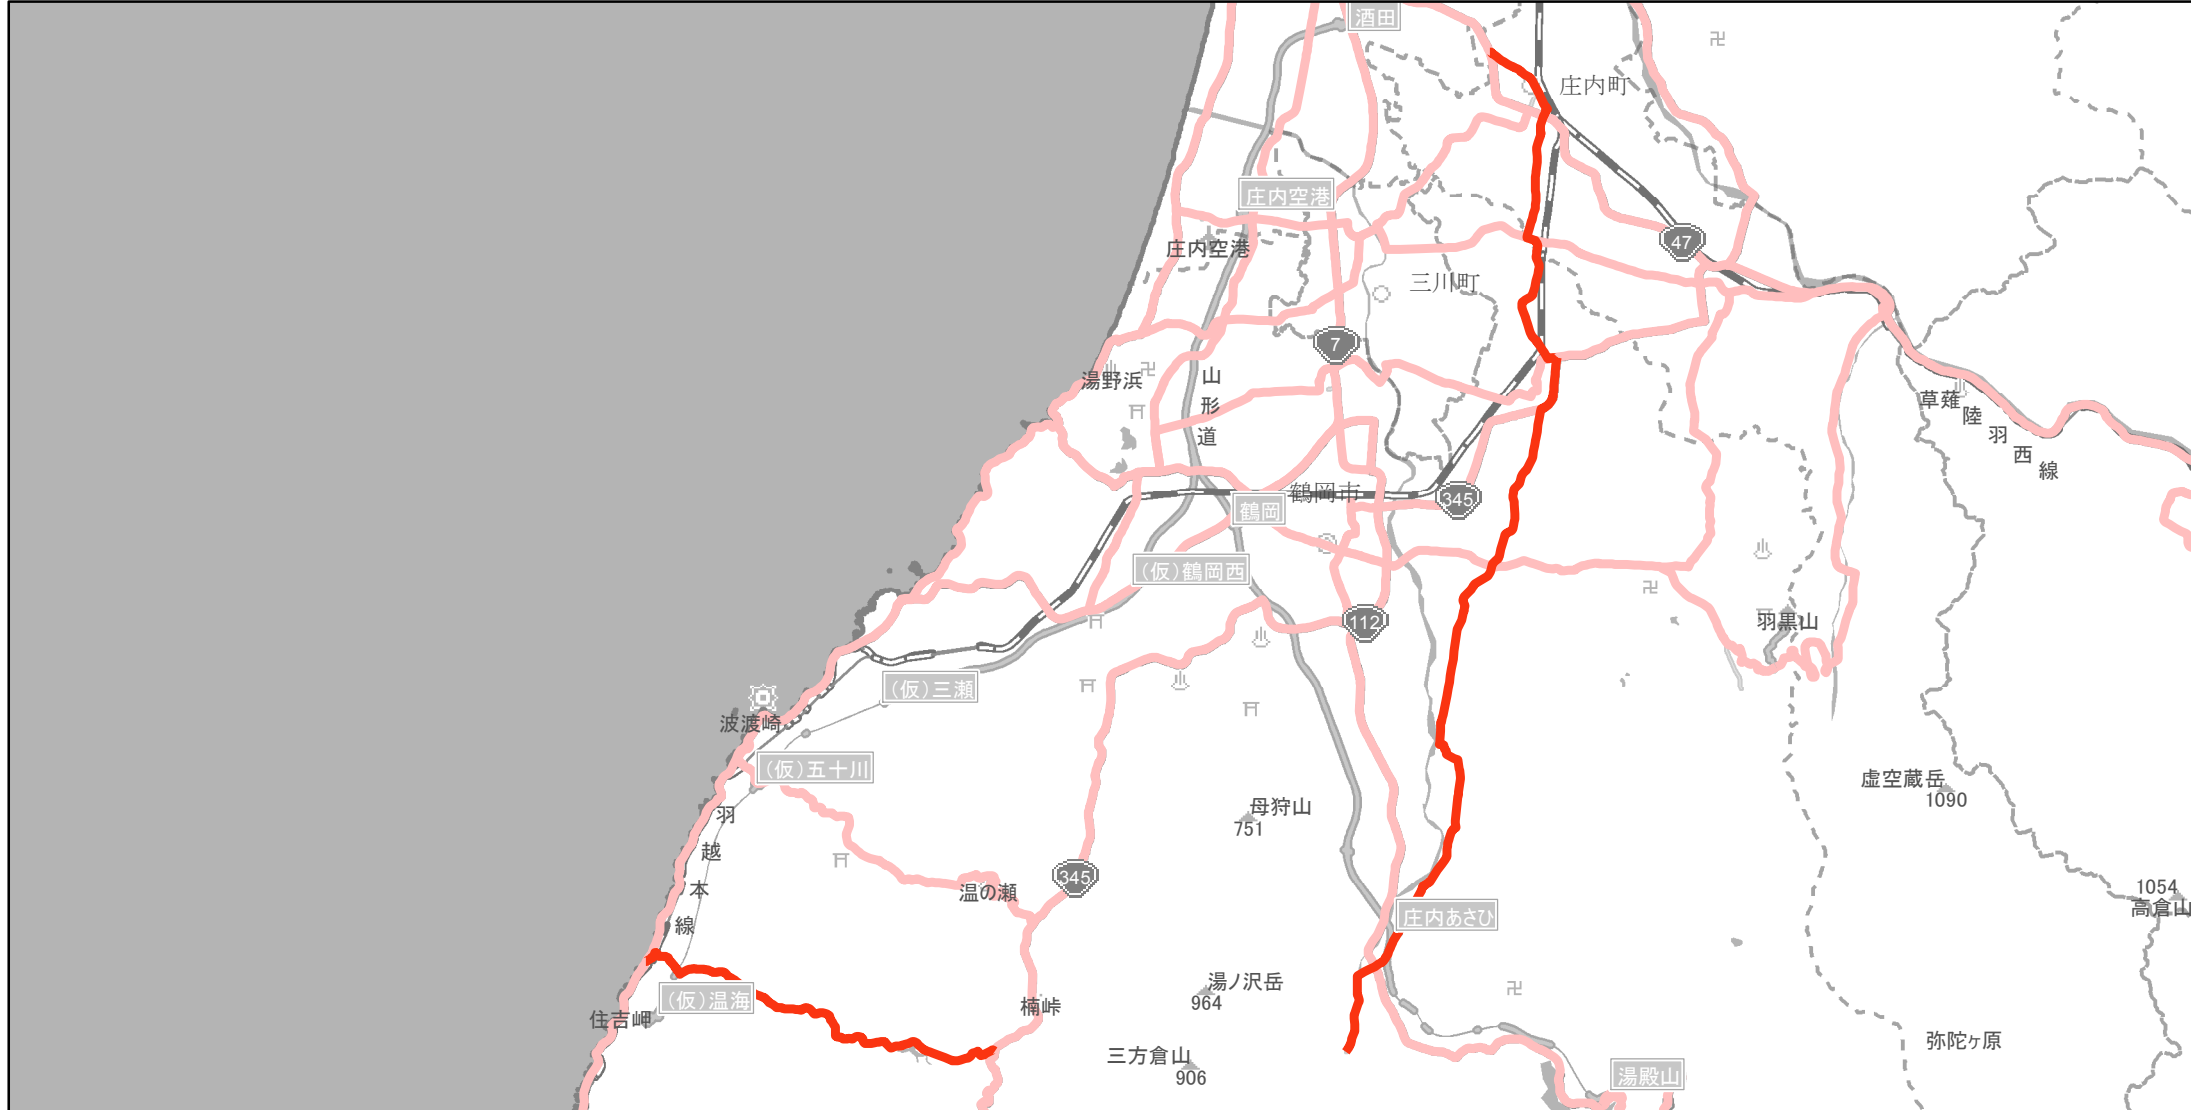 酒田
庄内町
庄内空港
47
庄内空港
三川町
7
湯野浜
山形道
草薙
陸羽西線
鶴岡市
345
鶴岡
(仮)鶴岡西
112
羽黒山
(仮)三瀬
波渡崎
(仮)五十川
虚空蔵岳
1090
母狩山
751
羽越本線
345
温の瀬
1054
高倉山
庄内あさひ
湯ノ沢岳
964
(仮)温海
楠峠
住吉岬
弥陀ヶ原
三方倉山
906
湯殿山